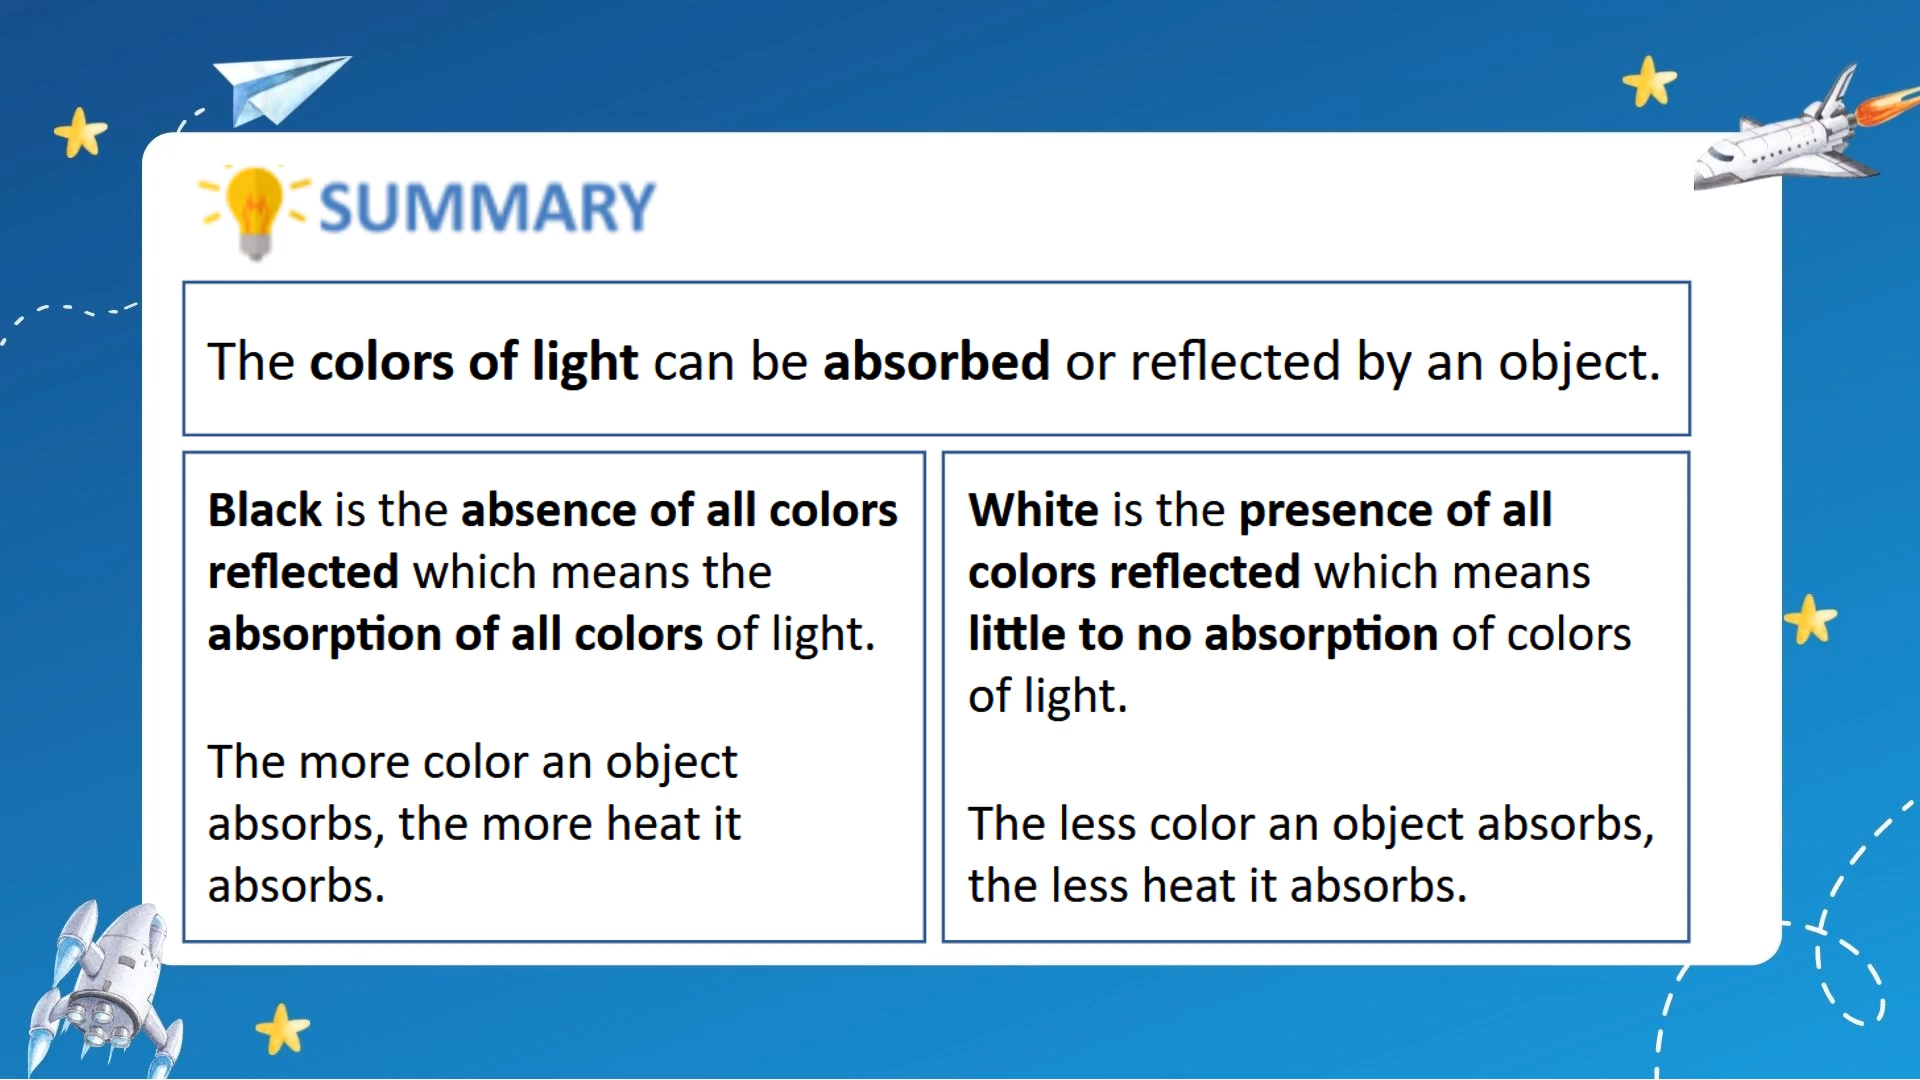 SUMMARY
The colors of light can be absorbed or reflected by an object.
Black is the absence of all colors
reflected which means the
absorption of all colors of light.
The more color an object
absorbs, the more heat it
absorbs.
White is the presence of all
colors reflected which means
little to no absorption of colors
of light.
The less color an object absorbs,
the less heat it absorbs.